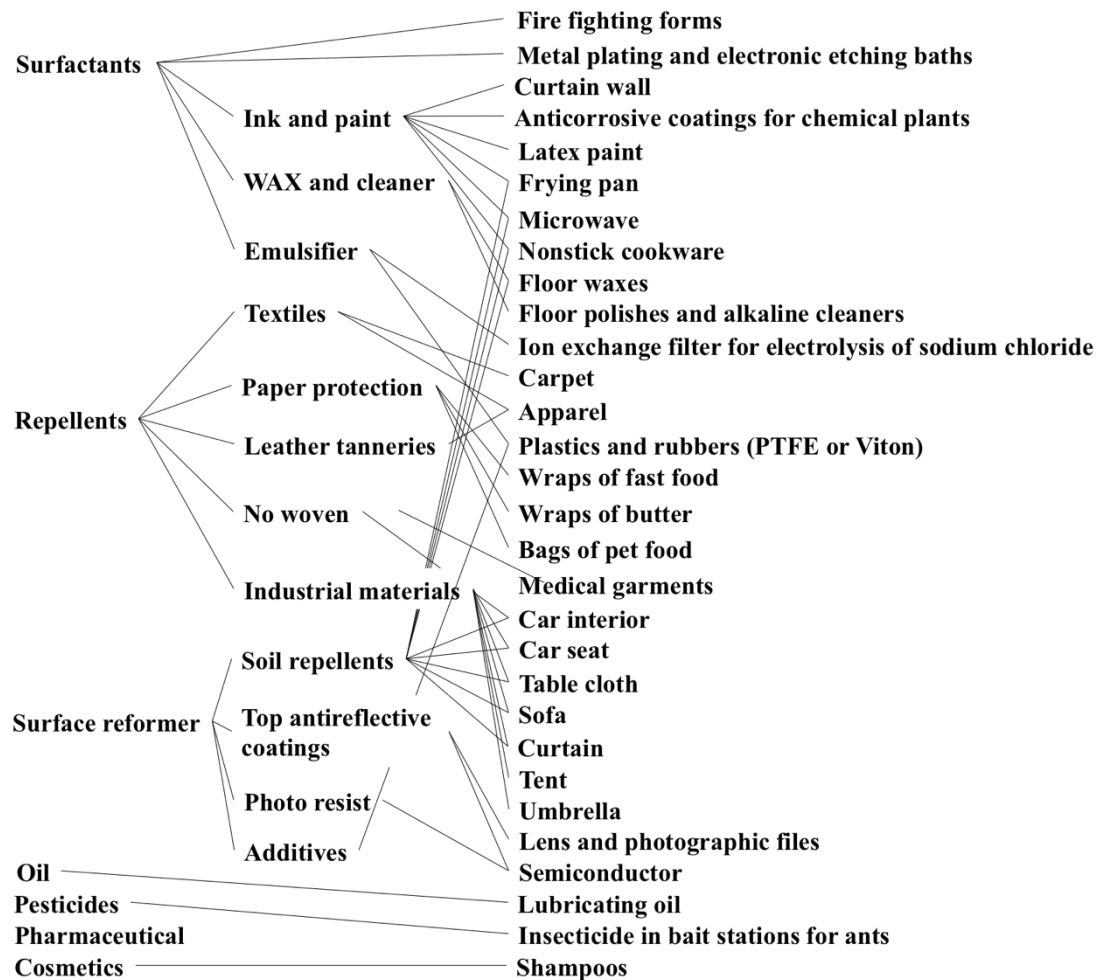 Fire fighting forms
Surfactants
Metal plating and electronic etching baths
Curtain wall
Ink and paint
Anticorrosive coatings for chemical plants
Latex paint
WAX and cleaner
Frying pan
Microwave
Emulsifier
Nonstick cookware
Floor waxes
Textiles
Floor polishes and alkaline cleaners
Ion exchange filter for electrolysis of sodium chloride
Carpet
Paper protection
Repellents
Apparel
Leather tanneries
Plastics and rubbers (PTFE or Viton)
Wraps of fast food
No woven
Wraps of butter
Bags of pet food
Industrial materials
Medical garments
Car interior
Car seat
Soil repellents
Table cloth
Sofa
Surface reformer
Top antireflective
coatings
Curtain
Tent
Photo resist
Umbrella
Lens and photographic files
Additives
Semiconductor
Oil
Lubricating oil
Pesticides
Insecticide in bait stations for ants
Pharmaceutical
Cosmetics
Shampoos